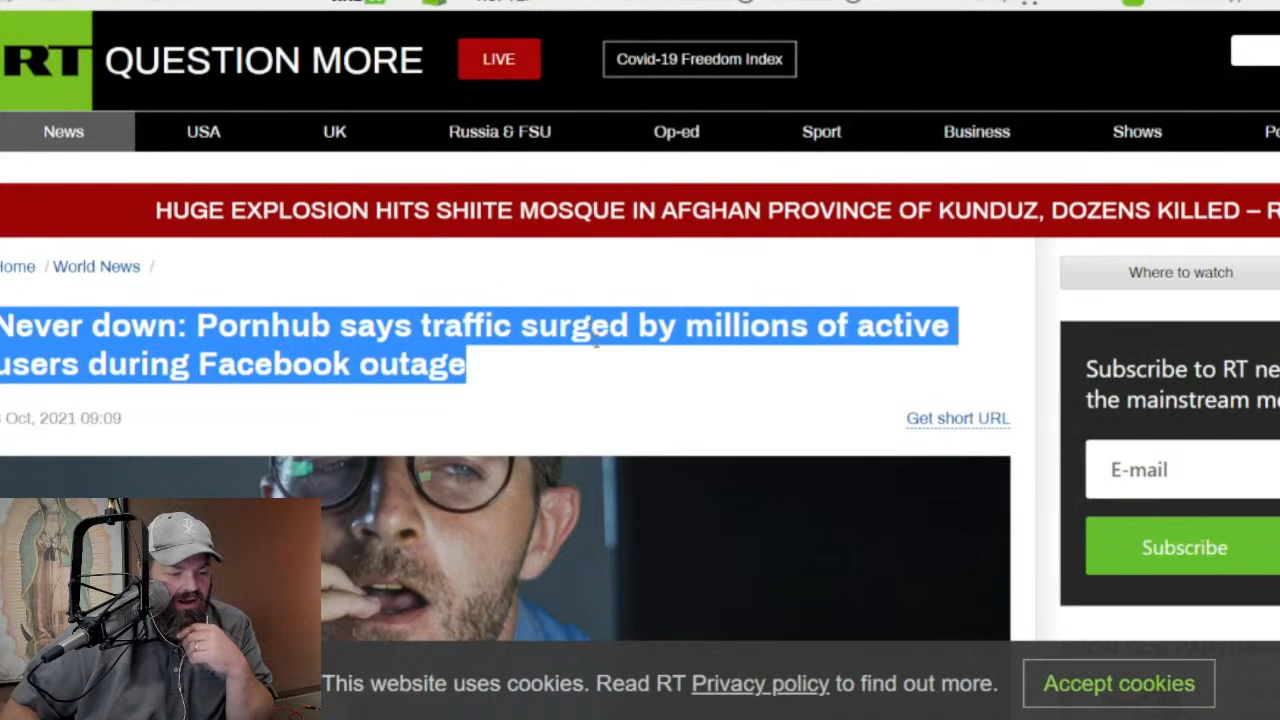 RT QUESTION MORE LIVE Covid-19 Freedom Index
News USA UK Russia & FSU Op-ed Sport Business Shows
HUGE EXPLOSION HITS SHIITE MOSQUE IN AFGHAN PROVINCE OF KUNDUZ, DOZENS KILLED – R
Home / World News /
Where to watch
Never down: Pornhub says traffic surged by millions of active
users during Facebook outage
Oct, 2021 09:09
Get short URL
Subscribe to RT ne
the mainstream m
E-mail
Subscribe
This website uses cookies. Read RT Privacy policy to find out more.
Accept cookies